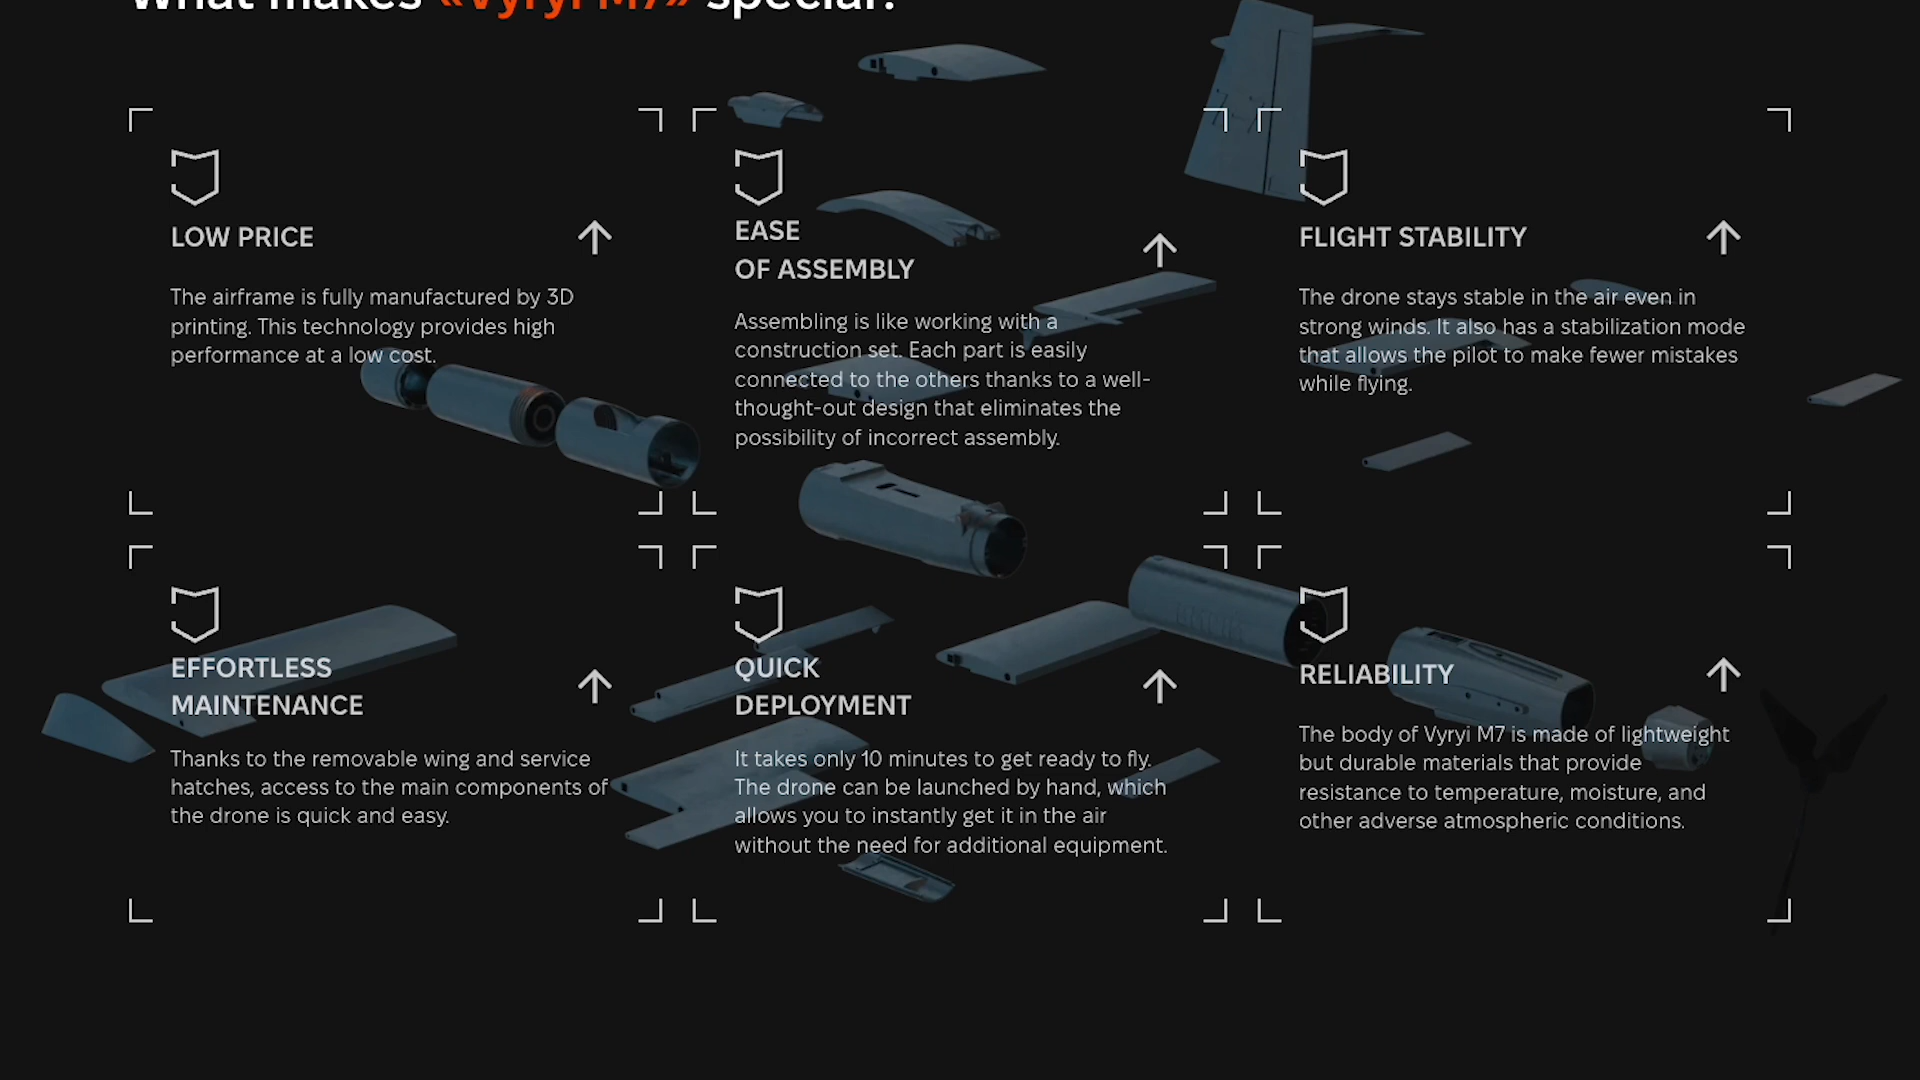 What makes «Vyryi M7» special?
LOW PRICE
The airframe is fully manufactured by 3D
printing. This technology provides high
performance at a low cost.
EASE
OF ASSEMBLY
Assembling is like working with a
construction set. Each part is easily
connected to the others thanks to a well-
thought-out design that eliminates the
possibility of incorrect assembly.
FLIGHT STABILITY
The drone stays stable in the air even in
strong winds. It also has a stabilization mode
that allows the pilot to make fewer mistakes
while flying.
EFFORTLESS
MAINTENANCE
Thanks to the removable wing and service
hatches, access to the main components of
the drone is quick and easy.
QUICK
DEPLOYMENT
It takes only 10 minutes to get ready to fly.
The drone can be launched by hand, which
allows you to instantly get it in the air
without the need for additional equipment.
RELIABILITY
The body of Vyryi M7 is made of lightweight
but durable materials that provide
resistance to temperature, moisture, and
other adverse atmospheric conditions.